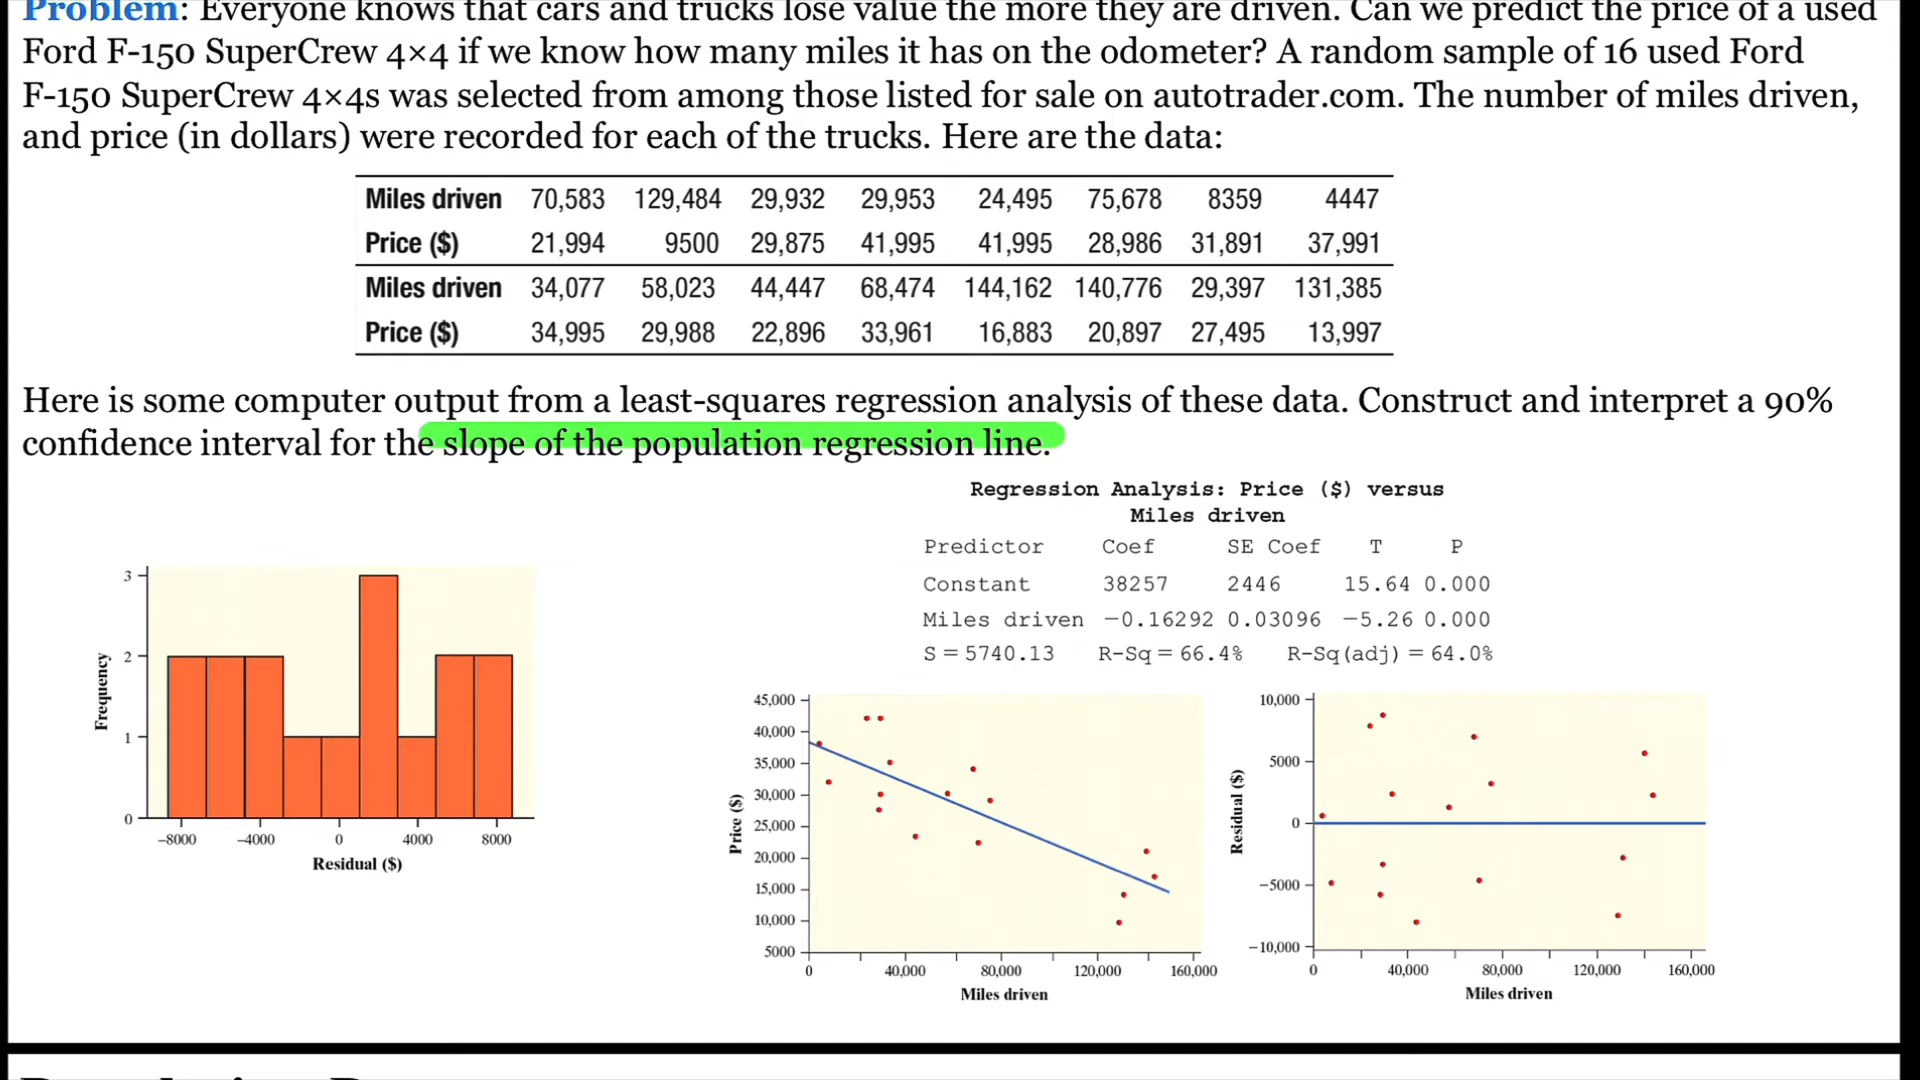 Problem: Everyone knows that cars and trucks lose value the more they are driven. Can we predict the price of a used
Ford F-150 SuperCrew 4×4 if we know how many miles it has on the odometer? A random sample of 16 used Ford
F-150 SuperCrew 4×4s was selected from among those listed for sale on autotrader.com. The number of miles driven,
and price (in dollars) were recorded for each of the trucks. Here are the data:
Miles driven 70,583 129,484 29,932 29,953 24,495 75,678 8359 4447
Price ($) 21,994 9500 29,875 41,995 41,995 28,986 31,891 37,991
Miles driven 34,077 58,023 44,447 68,474 144,162 140,776 29,397 131,385
Price ($) 34,995 29,988 22,896 33,961 16,883 20,897 27,495 13,997
Here is some computer output from a least-squares regression analysis of these data. Construct and interpret a 90%
confidence interval for the slope of the population regression line.
Regression Analysis: Price ($) versus
Miles driven
Predictor Coef SE Coef T P
Constant 38257 2446 15.64 0.000
Miles driven −0.16292 0.03096 −5.26 0.000
S = 5740.13 R-Sq = 66.4% R-Sq(adj) = 64.0%
Frequency
3
2
1
0
−8000 −4000 0 4000 8000
Residual ($)
Price ($)
45,000
40,000
35,000
30,000
25,000
20,000
15,000
10,000
5000
0 40,000 80,000 120,000 160,000
Miles driven
Residual ($)
10,000
5000
0
−5000
−10,000
0 40,000 80,000 120,000 160,000
Miles driven